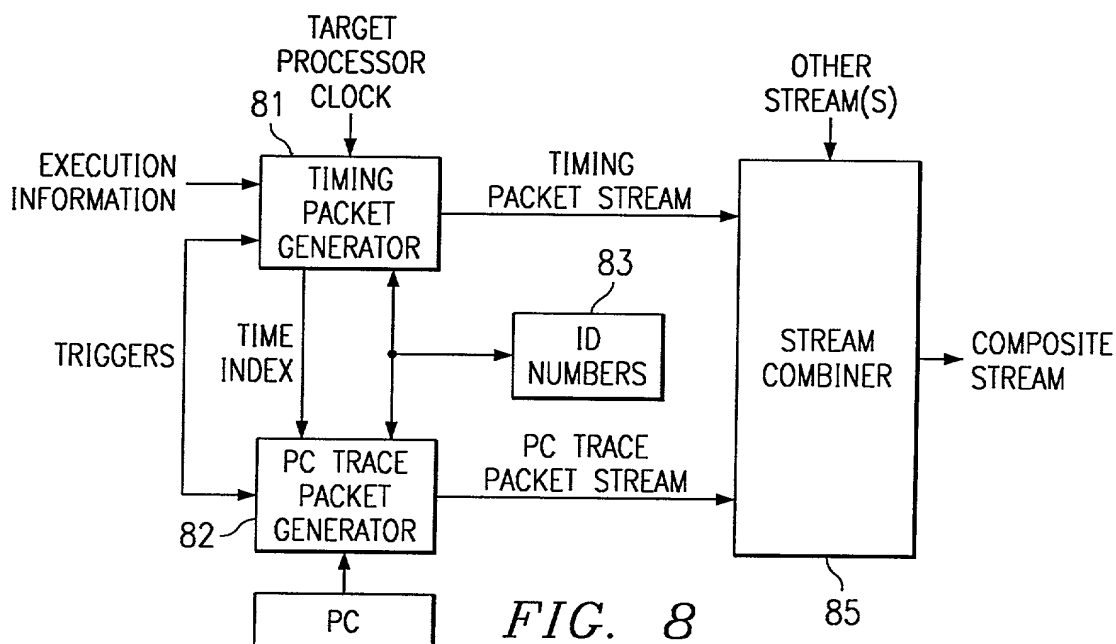 TARGET
PROCESSOR
CLOCK
OTHER
STREAM(S)
81
EXECUTION
INFORMATION
TIMING
PACKET
GENERATOR
TIMING
PACKET STREAM
83
TRIGGERS
TIME
INDEX
ID
NUMBERS
STREAM
COMBINER
COMPOSITE
STREAM
PC TRACE
PACKET
GENERATOR
PC TRACE
PACKET STREAM
82
85
PC
FIG. 8